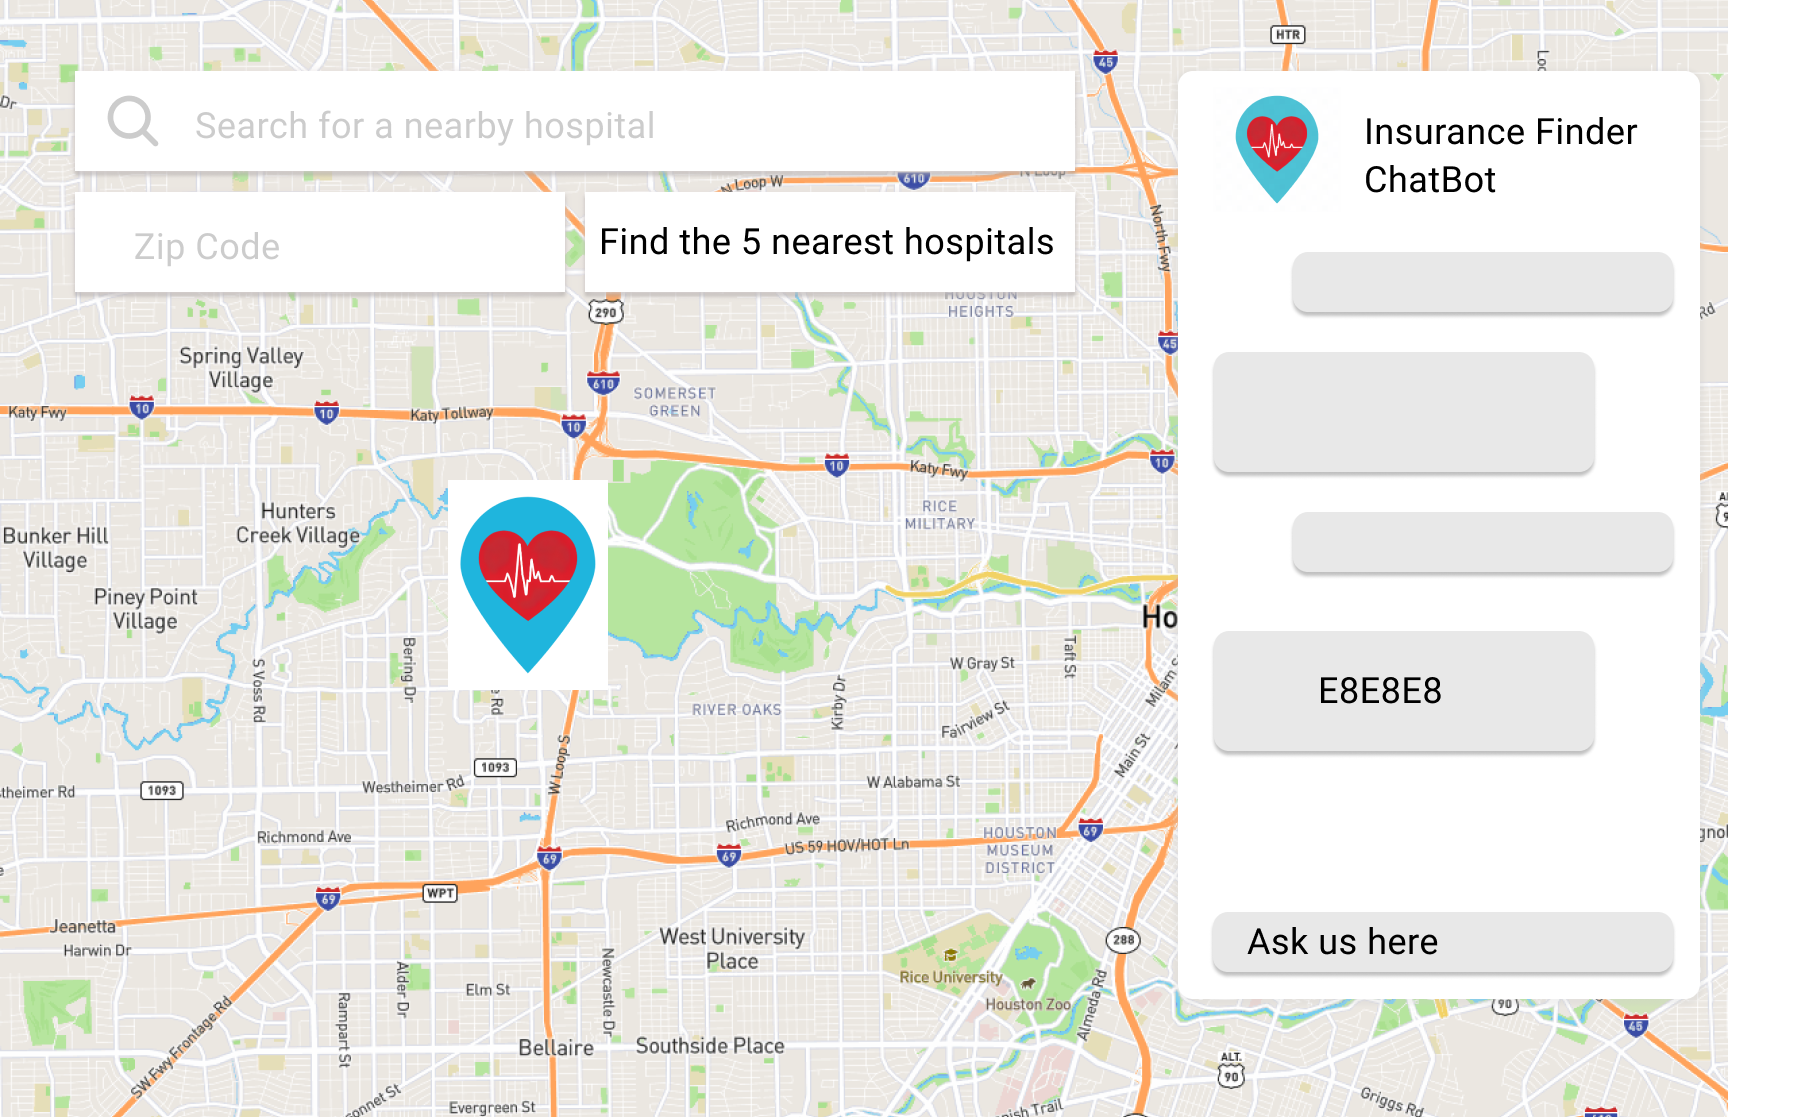 HTR
45
Dr
Search for a nearby hospital
Insurance Finder
ChatBot
N Loop W
610
N Loop
Zip Code
Find the 5 nearest hospitals
North Fwy
HOUSTON
HEIGHTS
290
Rd
45
Spring Valley
Village
610
SOMERSET
GREEN
Katy Fwy
10
10
Katy Tollway
10
10
Katy Fwy
10
RICE
MILITARY
Hunters
Creek Village
Bunker Hill
Village
Piney Point
Village
Ho
S Voss Rd
Bering Dr
Rd
W Gray St
Taft St
Milam S
E8E8E8
RIVER OAKS
Kirby Dr
Fairview St
Main St
W Loop S
1093
Westheimer Rd
W Alabama St
theimer Rd
1093
Richmond Ave
Richmond Ave
US 59 HOV/HOT Ln
HOUSTON
MUSEUM
DISTRICT
69
69
69
69
WPT
Jeanetta
Harwin Dr
West University
Place
288
Ask us here
Rice University
Houston Zoo
Almeda Rd
Newcastle Dr
Alder Dr
Elm St
Rampart St
SW Fwy Frontage Rd
90
45
Bellaire
Southside Place
ALT.
90
onnet St
Evergreen St
nish Trail
Griggs Rd